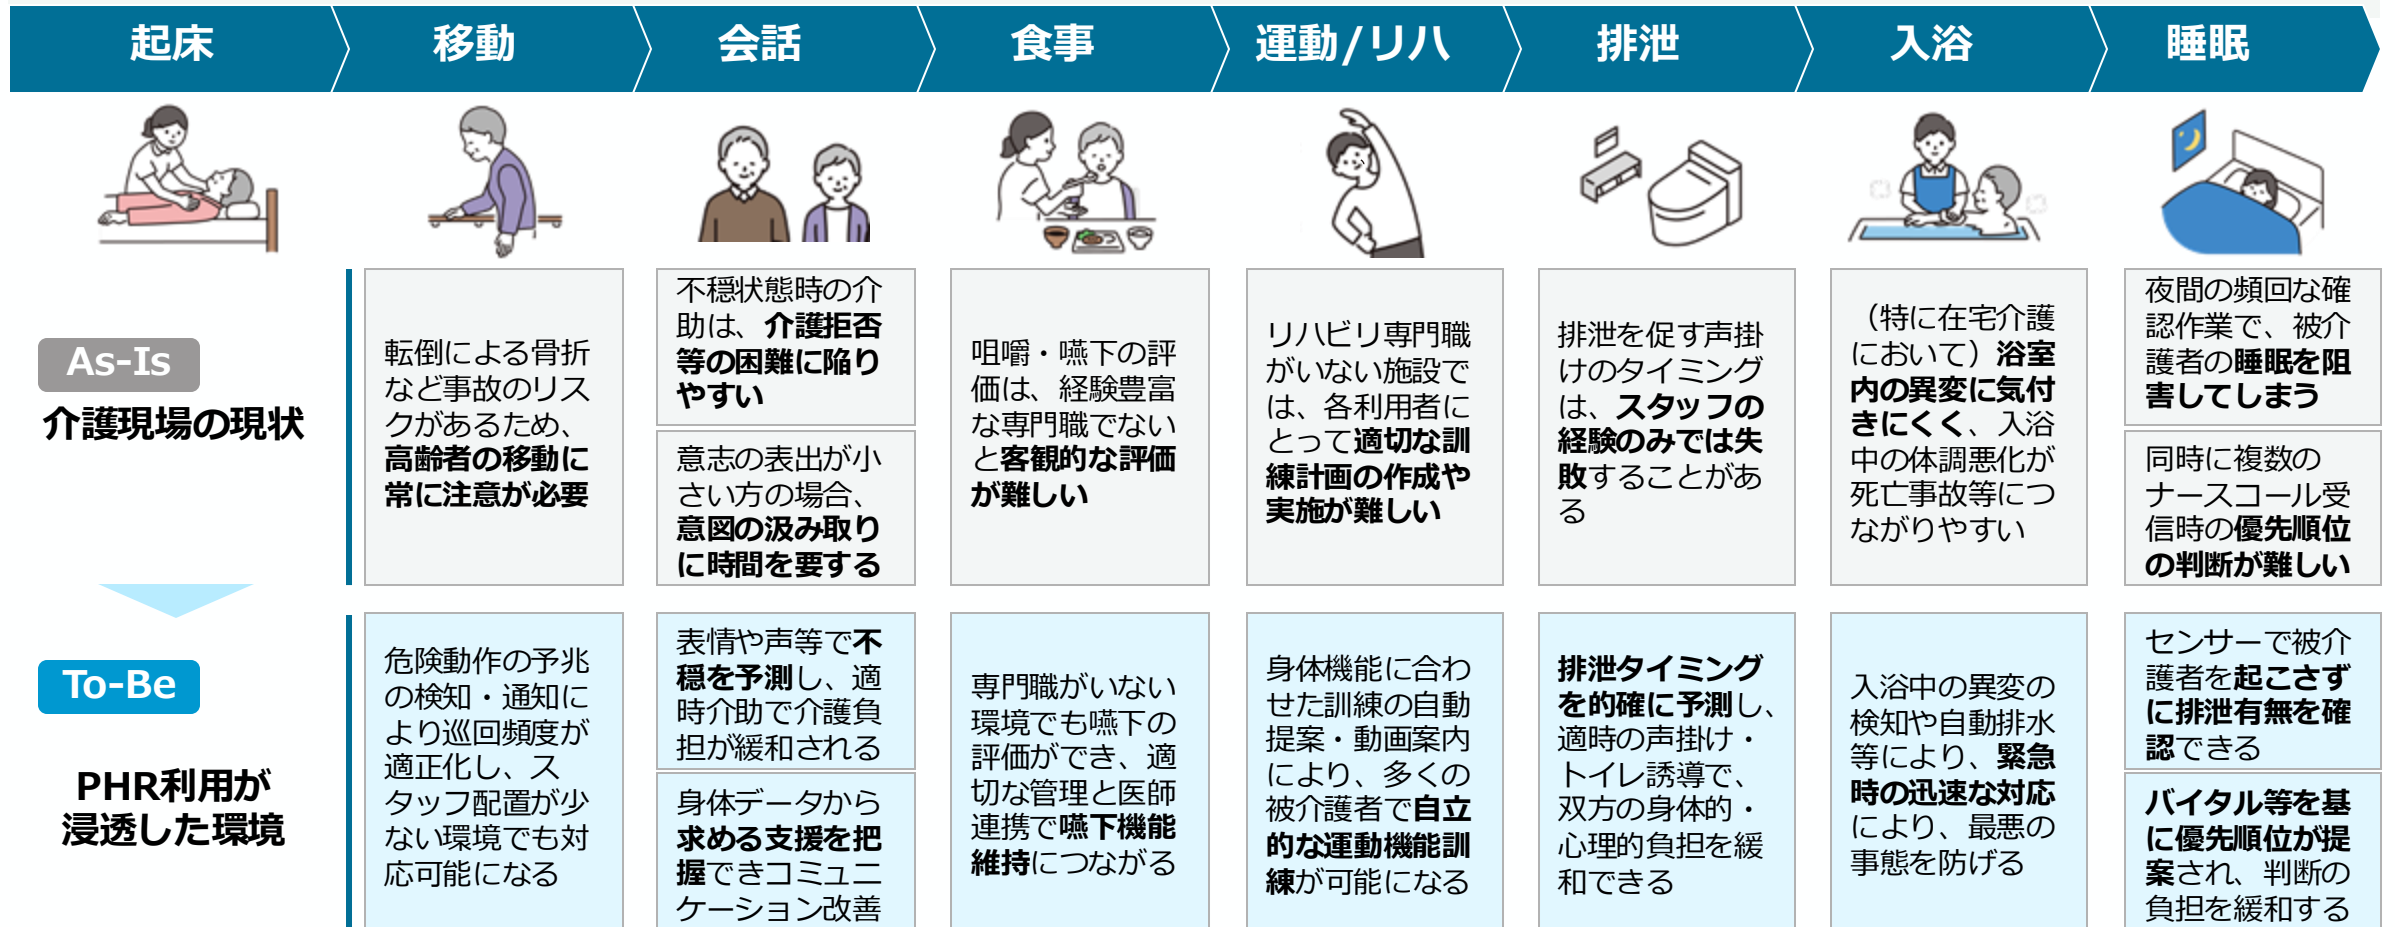 起床
移動
会話
食事
運動/リハ
排泄
入浴
睡眠
As-Is
介護現場の現状
転倒による骨折
など事故のリス
クがあるため、
高齢者の移動に
常に注意が必要
不穏状態時の介
助は、介護拒否
等の困難に陥り
やすい
意志の表出が小
さい方の場合、
意図の汲み取り
に時間を要する
咀嚼・嚥下の評
価は、経験豊富
な専門職でない
と客観的な評価
が難しい
リハビリ専門職
がいない施設で
は、各利用者に
とって適切な訓
練計画の作成や
実施が難しい
排泄を促す声掛
けのタイミング
は、スタッフの
経験のみでは失
敗することがあ
る
（特に在宅介護
において）浴室
内の異変に気付
きにくく、入浴
中の体調悪化が
死亡事故等につ
ながりやすい
夜間の頻回な確
認作業で、被介
護者の睡眠を阻
害してしまう
同時に複数の
ナースコール受
信時の優先順位
の判断が難しい
To-Be
PHR利用が
浸透した環境
危険動作の予兆
の検知・通知に
より巡回頻度が
適正化し、ス
タッフ配置が少
ない環境でも対
応可能になる
表情や声等で不
穏を予測し、適
時介助で介護負
担が緩和される
身体データから
求める支援を把
握できコミュニ
ケーション改善
専門職がいない
環境でも嚥下の
評価ができ、適
切な管理と医師
連携で嚥下機能
維持につながる
身体機能に合わ
せた訓練の自動
提案・動画案内
により、多くの
被介護者で自立
的な運動機能訓
練が可能になる
排泄タイミング
を的確に予測し、
適時の声掛け・
トイレ誘導で、
双方の身体的・
心理的負担を緩
和できる
入浴中の異変の
検知や自動排水
等により、緊急
時の迅速な対応
により、最悪の
事態を防げる
センサーで被介
護者を起こさず
に排泄有無を確
認できる
バイタル等を基
に優先順位が提
案され、判断の
負担を緩和する